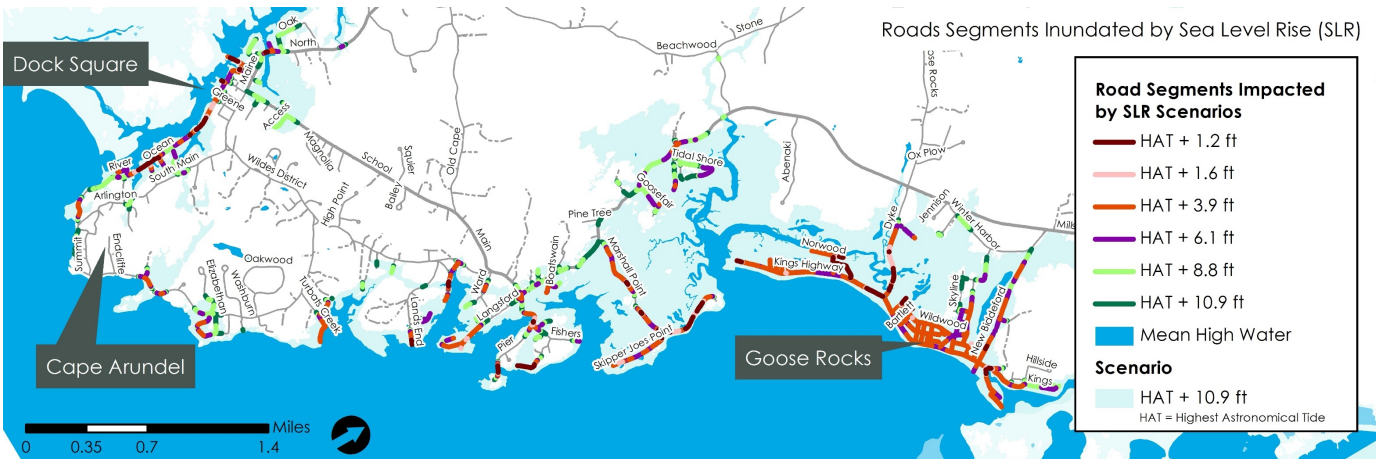 Roads Segments Inundated by Sea Level Rise (SLR)
Road Segments Impacted
by SLR Scenarios
HAT + 1.2 ft
HAT + 1.6 ft
HAT + 3.9 ft
HAT + 6.1 ft
HAT + 8.8 ft
HAT + 10.9 ft
Mean High Water
Scenario
HAT + 10.9 ft
HAT = Highest Astronomical Tide
Dock Square
Cape Arundel
Goose Rocks
Oak
North
Maine
Greene
Access
Magnolia
School
Squier
Bailey
Old Cape
Ocean
River
South Main
Arlington
Wildes District
High Point
Summit
Endcliffe
Oakwood
Elizabethan
Washburn
Turbats
Creek
Lands End
Main
Ward
Langsford
Boatswain
Pier
Fishers
Pine Tree
Marshall Point
Skipper Joes Point
Goosefair
Tidal Shore
Beachwood
Stone
Abenaki
Ox Plow
ose Rocks
Dyke
Jennison
Winter Harbor
Mills
Norwood
Kings Highway
Bartlett
Wildwood
Skyline
New Biddeford
Hillside
Kings
Miles
0 0.35 0.7 1.4